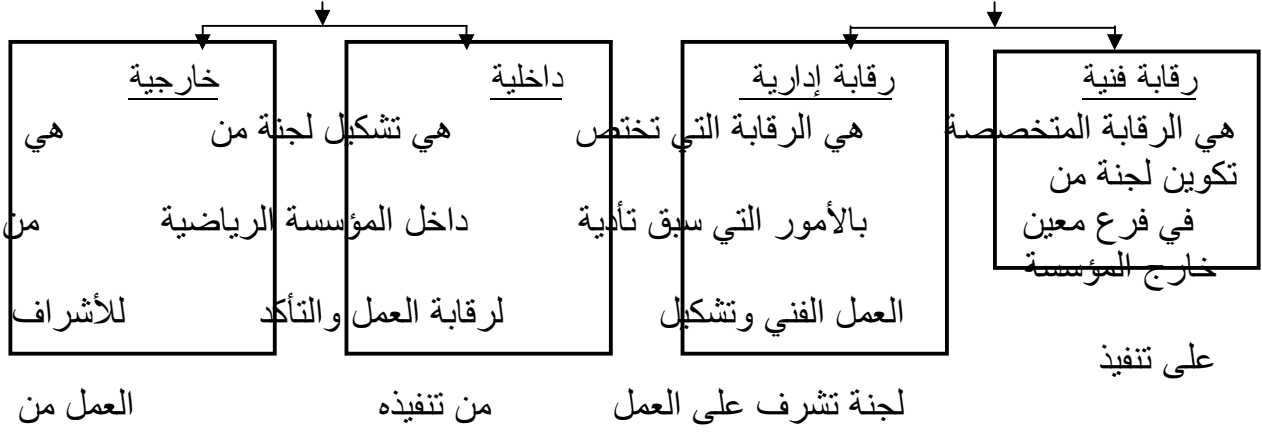 رقابة فنية رقابة إدارية داخلية خارجية
هي الرقابة المتخصصة هي الرقابة التي تختص هي تشكيل لجنة من هي
تكوين لجنة من
في فرع معين بالأمور التي سبق تأدية داخل المؤسسة الرياضية من
خارج المؤسسة
العمل الفني وتشكيل لرقابة العمل والتأكد للأشراف
على تنفيذ
لجنة تشرف على العمل من تنفيذه العمل من